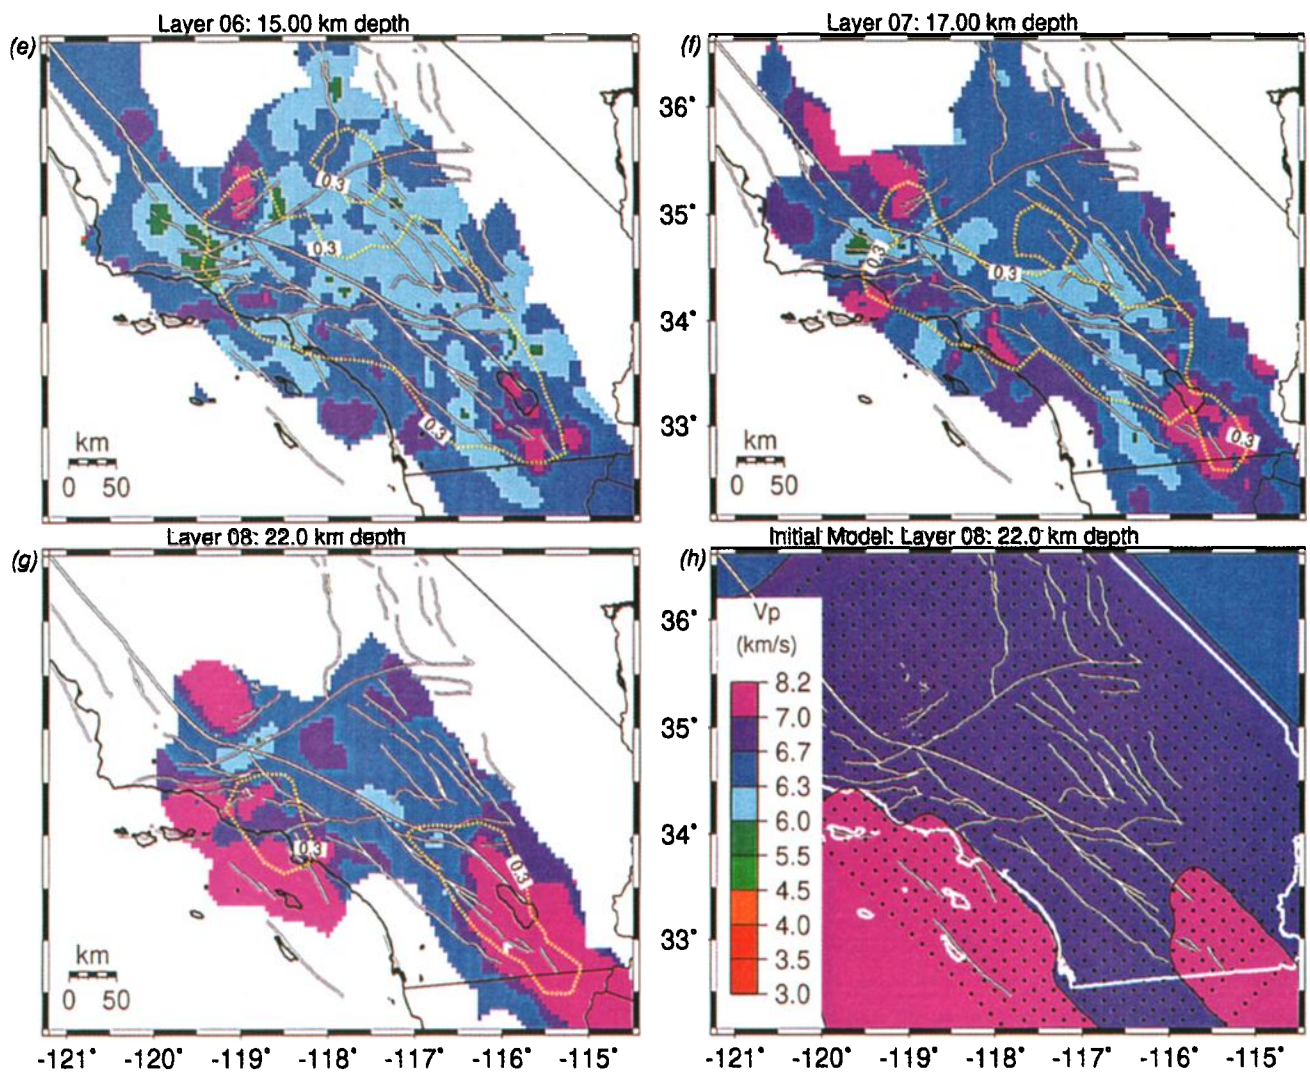 Layer 06: 15.00 km depth
(e)
0.3
0.3
0.3
km
0 50
Layer 07: 17.00 km depth
(f)
36°
35°
34°
33°
0.3
0.3
0.3
km
0 50
Layer 08: 22.0 km depth
(g)
0.3
0.3
km
0 50
-121° -120° -119° -118° -117° -116° -115°
Initial Model: Layer 08: 22.0 km depth
(h)
36°
35°
34°
33°
Vp
(km/s)
8.2
7.0
6.7
6.3
6.0
5.5
4.5
4.0
3.5
3.0
-121° -120° -119° -118° -117° -116° -115°